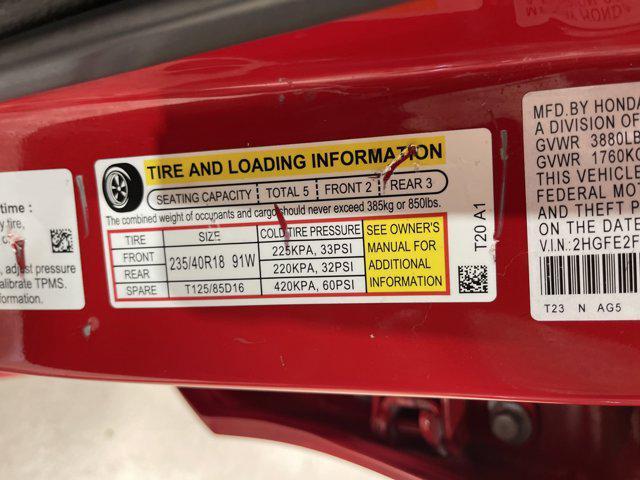 time :
tire,
adjust pressure
calibrate TPMS.
TIRE AND LOADING INFORMATION
SEATING CAPACITY TOTAL 5 FRONT 2 REAR 3
The combined weight of occupants and cargo should never exceed 385kg or 850lbs.
TIRE SIZE COLD TIRE PRESSURE
FRONT 235/40R18 91W 225KPA, 33PSI
REAR 220KPA, 32PSI
SPARE T125/85D16 420KPA, 60PSI
SEE OWNER'S
MANUAL FOR
ADDITIONAL
INFORMATION
T20 A1
MFD.BY HONDA
A DIVISION OF
GVWR 3880LB
GVWR 1760KG
THIS VEHICLE
FEDERAL MO
AND THEFT P
ON THE DATE
V.I.N.: 2HGFE2F
T23 N AG5